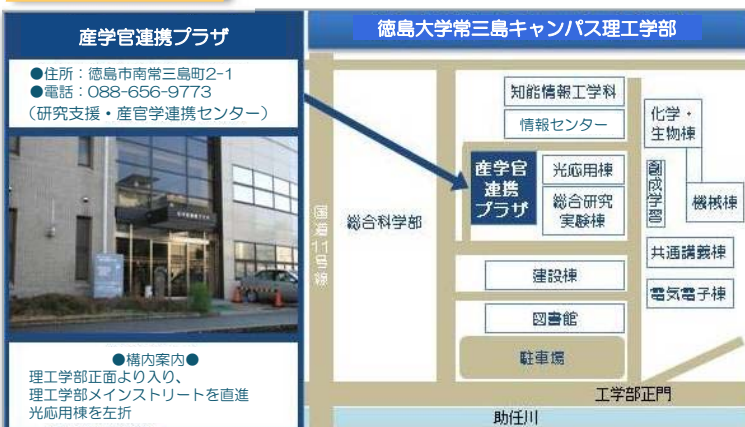 産学官連携プラザ
●住所：徳島市南常三島町2-1
●電話：088-656-9773
（研究支援・産官学連携センター）
●構内案内●
理工学部正面より入り、
理工学部メインストリートを直進
光応用棟を左折
徳島大学常三島キャンパス理工学部
国道11号線
総合科学部
知能情報工学科
情報センター
産学官
連携
プラザ
光応用棟
総合研究
実験棟
化学・
生物棟
創成学習
機械棟
共通講義棟
電気電子棟
建設棟
図書館
駐車場
工学部正門
助任川